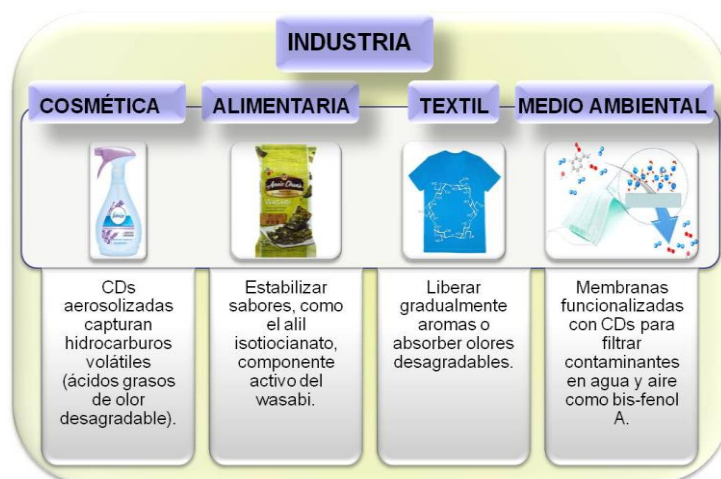 INDUSTRIA
COSMÉTICA
ALIMENTARIA
TEXTIL
MEDIO AMBIENTAL
Annie Chun's
CDs
aerosolizadas
capturan
hidrocarburos
volátiles
(ácidos grasos
de olor
desagradable).
Estabilizar
sabores, como
el alil
isotiocianato,
componente
activo del
wasabi.
Liberar
gradualmente
aromas o
absorber olores
desagradables.
Membranas
funcionalizadas
con CDs para
filtrar
contaminantes
en agua y aire
como bis-fenol
A.